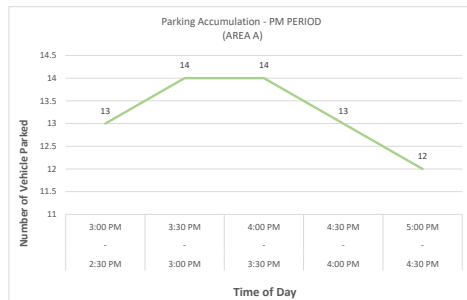 Parking Accumulation - PM PERIOD
(AREA A)
Number of Vehicle Parked
14.5
14
13.5
13
12.5
12
11.5
11
13
14
14
13
12
3:00 PM 3:30 PM 4:00 PM 4:30 PM 5:00 PM
- - - - -
2:30 PM 3:00 PM 3:30 PM 4:00 PM 4:30 PM
Time of Day